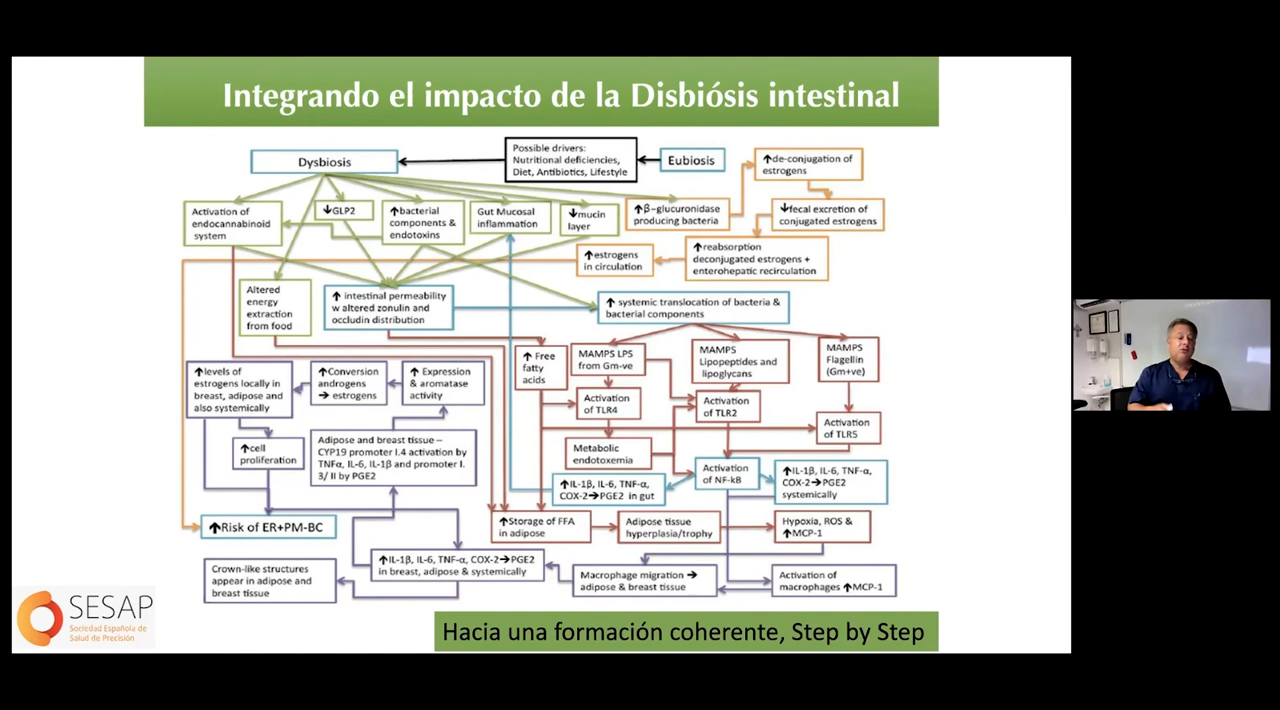 Integrando el impacto de la Disbiósis intestinal
Dysbiosis
Possible drivers:
Nutritional deficiencies,
Diet, Antibiotics, Lifestyle
Eubiosis
↑de-conjugation of
estrogens
Activation of
endocannabinoid
system
↓GLP2
↑bacterial
components &
endotoxins
Gut Mucosal
inflammation
↓mucin
layer
↑β-glucuronidase
producing bacteria
↓fecal excretion of
conjugated estrogens
↑estrogens
in circulation
↑reabsorption
deconjugated estrogens +
enterohepatic recirculation
Altered
energy
extraction
from food
↑ intestinal permeability
w altered zonulin and
occludin distribution
↑ systemic translocation of bacteria &
bacterial components
↑ Free
fatty
acids
MAMPS LPS
from Gm-ve
MAMPS
Lipopeptides and
lipoglycans
MAMPS
Flagellin
(Gm+ve)
↑levels of
estrogens locally in
breast, adipose and
also systemically
↑Conversion
androgens
→ estrogens
↑ Expression
& aromatase
activity
Activation
of TLR4
Activation
of TLR2
Activation
of TLR5
↑cell
proliferation
Adipose and breast tissue –
CYP19 promoter I.4 activation by
TNFα, IL-6, IL-1β and promoter I.
3/ II by PGE2
Metabolic
endotoxemia
↑IL-1β, IL-6, TNF-α,
COX-2→PGE2 in gut
Activation
of NF-kB
↑IL-1β, IL-6, TNF-α,
COX-2→PGE2
systemically
↑Risk of ER+PM-BC
↑Storage of FFA
in adipose
Adipose tissue
hyperplasia/trophy
Hypoxia, ROS &
↑MCP-1
Crown-like structures
appear in adipose and
breast tissue
↑IL-1β, IL-6, TNF-α, COX-2→PGE2
in breast, adipose & systemically
Macrophage migration →
adipose & breast tissue
Activation of
macrophages ↑MCP-1
SESAP
Sociedad Española de
Salud de Precisión
Hacia una formación coherente, Step by Step